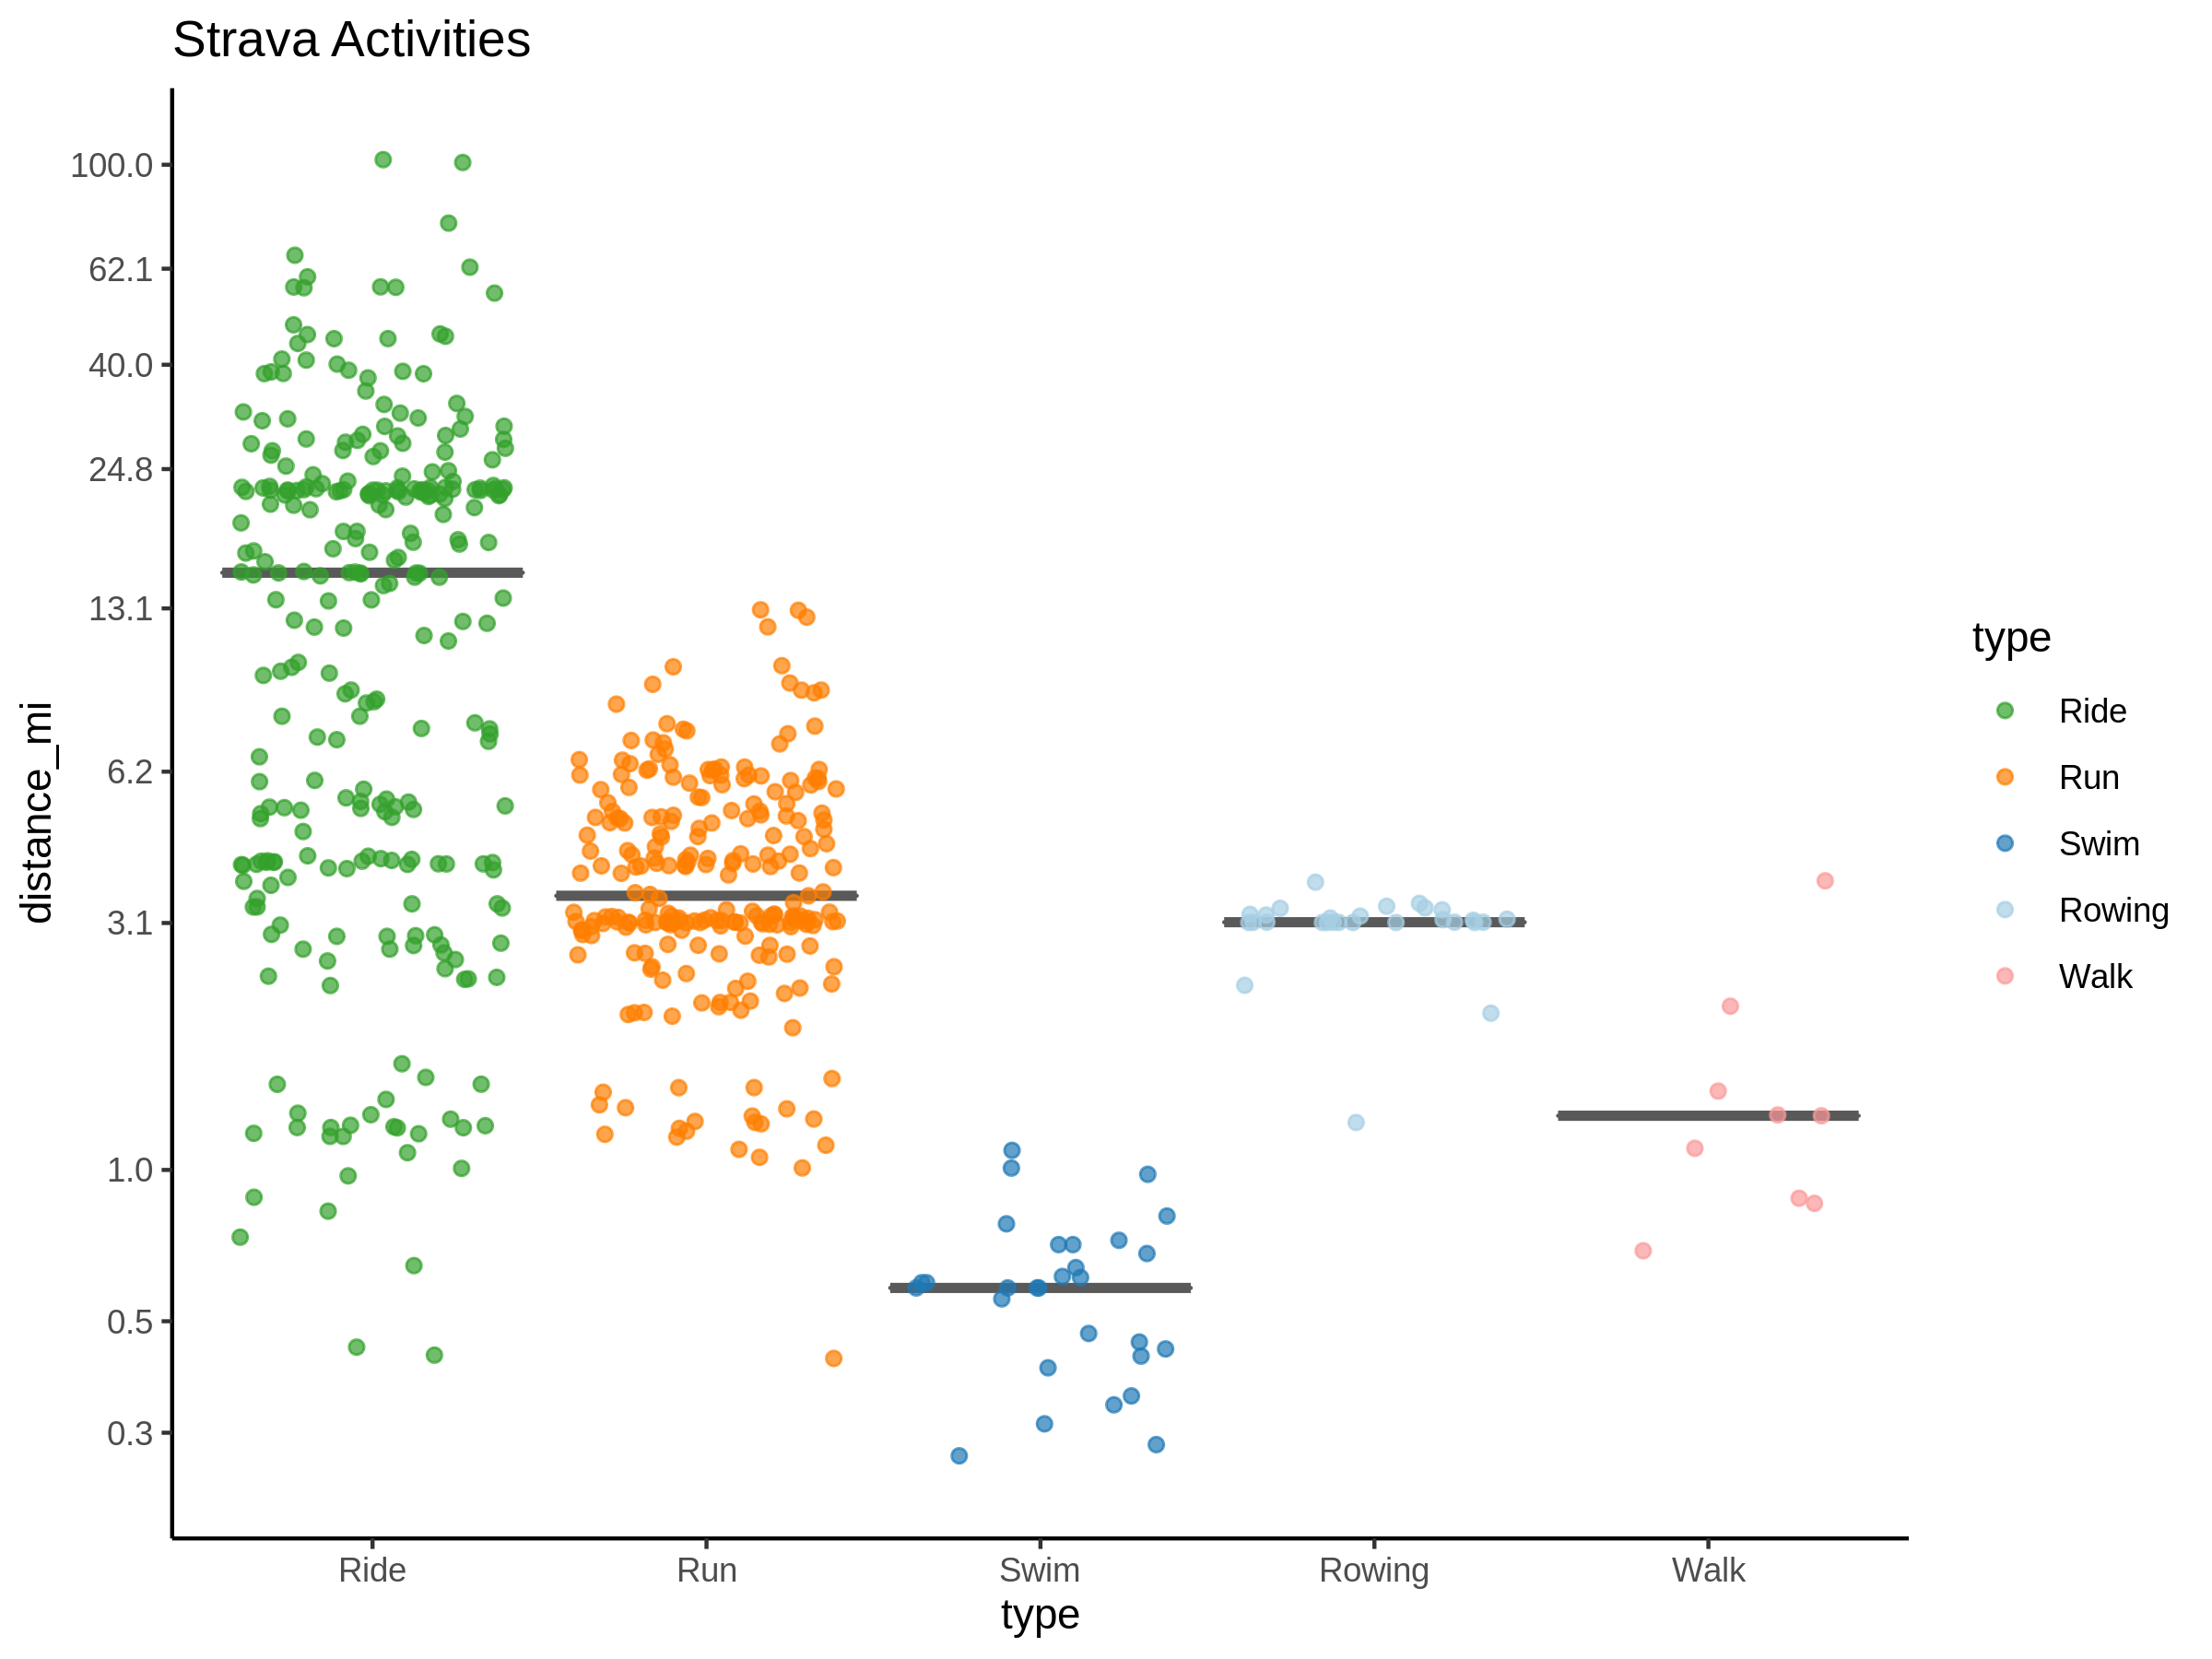 Strava Activities
distance_mi
100.0
62.1
40.0
24.8
13.1
6.2
3.1
1.0
0.5
0.3
Ride
Run
Swim
Rowing
Walk
type
type
Ride
Run
Swim
Rowing
Walk